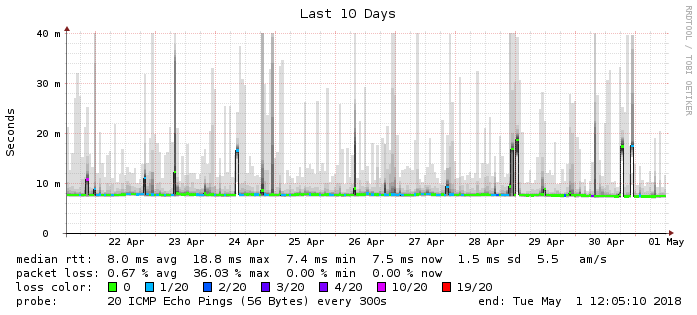 Last 10 Days
RRDTOOL / TOBI OETIKER
Seconds
40 m
30 m
20 m
10 m
0
22 Apr 23 Apr 24 Apr 25 Apr 26 Apr 27 Apr 28 Apr 29 Apr 30 Apr 01 May
median rtt: 8.0 ms avg 18.8 ms max 7.4 ms min 7.5 ms now 1.5 ms sd 5.5 am/s
packet loss: 0.67 % avg 36.03 % max 0.00 % min 0.00 % now
loss color: 0 1/20 2/20 3/20 4/20 10/20 19/20
probe: 20 ICMP Echo Pings (56 Bytes) every 300s end: Tue May 1 12:05:10 2018